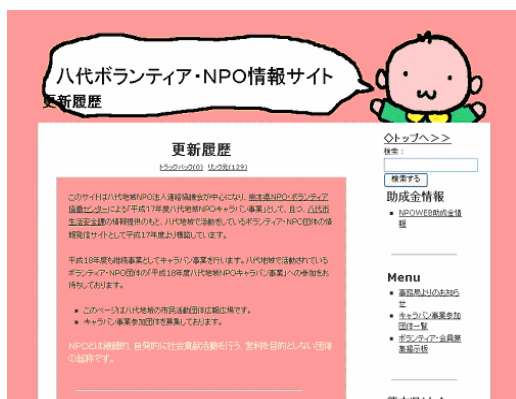 八代ボランティア・NPO情報サイト
更新履歴
更新履歴
トラックバック(0) リンク元(129)
このサイトは八代地域NPO法人連絡協議会が中心になり、熊本県NPO・ボランティア
協働センターによる「平成17年度八代地域NPOキャラバン事業」として、且つ、八代市
生活安全課の情報提供のもと、八代地域で活動をしているボランティア・NPO団体の情
報発信サイトとして平成17年度より構築しています。
平成18年度も継続事業としてキャラバン事業を行います。八代地域で活動されている
ボランティア・NPO団体の「平成18年度八代地域NPOキャラバン事業」への参加をお
待ちしております。
このページは八代地域の市民活動団体広報広場です。
キャラバン事業参加団体を募集しております。
NPOとは継続的、自発的に社会貢献活動を行う、営利を目的としない団体
の総称です。
◇トップへ>>
検索:
検索する
助成金情報
NPOWEB助成金情
報
Menu
事務局よりのお知ら
せ
キャラバン事業参加
団体一覧
ボランティア・会員募
集掲示板